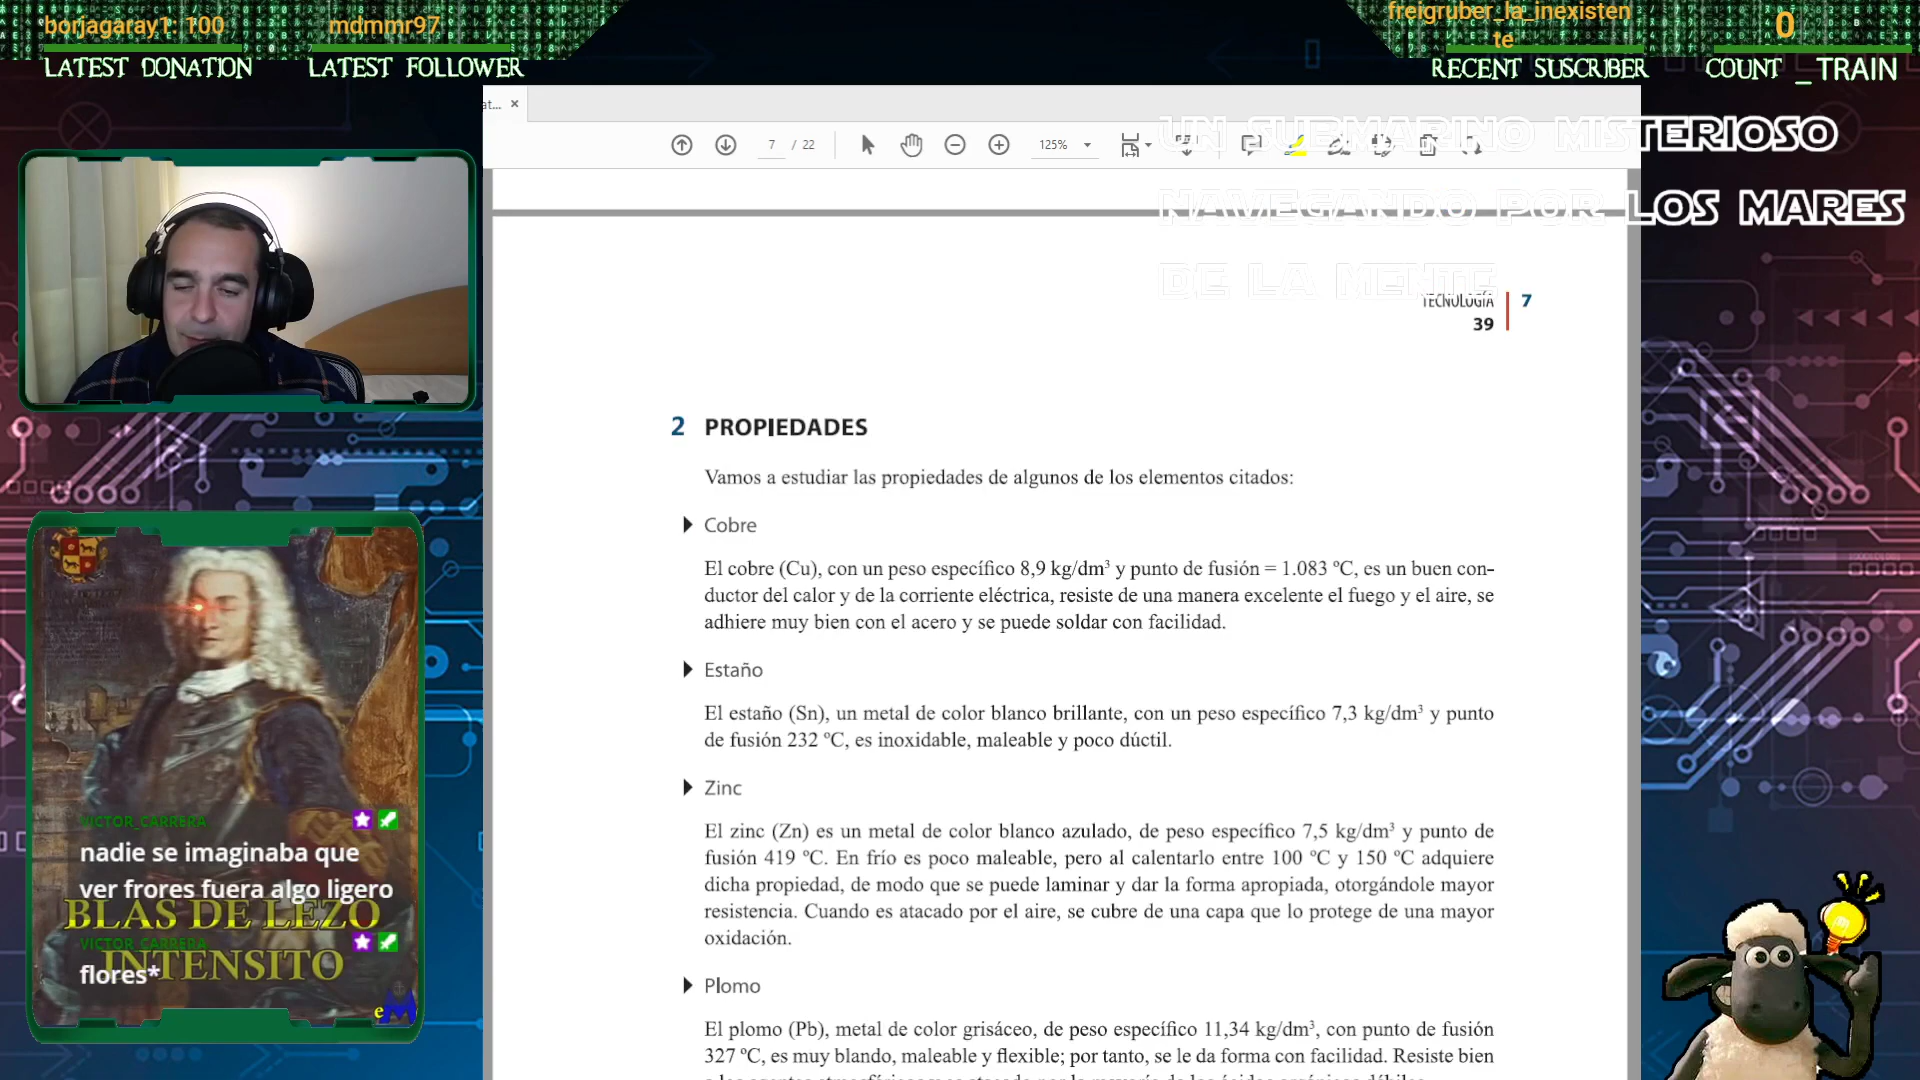 borjagaray1: 100
LATEST DONATION
mdmmr97
LATEST FOLLOWER
freigruber_la_inexisten
te
RECENT SUSCRIBER
0
COUNT _TRAIN
at...
7 / 22
125%
UN SUBMARINO MISTERIOSO
NAVEGANDO POR LOS MARES
DE LA MENTE
TECNOLOGÍA 7
39
2 PROPIEDADES
Vamos a estudiar las propiedades de algunos de los elementos citados:
Cobre
El cobre (Cu), con un peso específico 8,9 kg/dm³ y punto de fusión = 1.083 ºC, es un buen con-
ductor del calor y de la corriente eléctrica, resiste de una manera excelente el fuego y el aire, se
adhiere muy bien con el acero y se puede soldar con facilidad.
Estaño
El estaño (Sn), un metal de color blanco brillante, con un peso específico 7,3 kg/dm³ y punto
de fusión 232 ºC, es inoxidable, maleable y poco dúctil.
Zinc
El zinc (Zn) es un metal de color blanco azulado, de peso específico 7,5 kg/dm³ y punto de
fusión 419 ºC. En frío es poco maleable, pero al calentarlo entre 100 ºC y 150 ºC adquiere
dicha propiedad, de modo que se puede laminar y dar la forma apropiada, otorgándole mayor
resistencia. Cuando es atacado por el aire, se cubre de una capa que lo protege de una mayor
oxidación.
Plomo
El plomo (Pb), metal de color grisáceo, de peso específico 11,34 kg/dm³, con punto de fusión
327 ºC, es muy blando, maleable y flexible; por tanto, se le da forma con facilidad. Resiste bien
VICTOR_CARRERA
nadie se imaginaba que
ver frores fuera algo ligero
BLAS DE LEZO
VICTOR_CARRERA
flores*
INTENSITO
eM